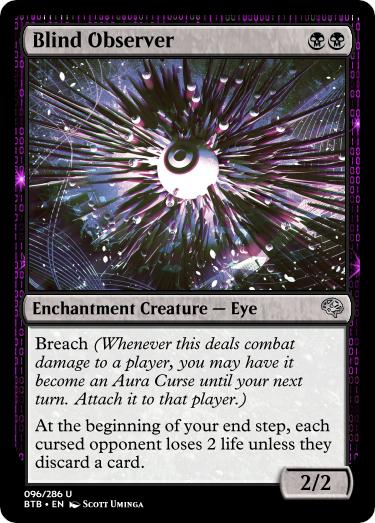 Blind Observer
Enchantment Creature — Eye
Breach (Whenever this deals combat
damage to a player, you may have it
become an Aura Curse until your next
turn. Attach it to that player.)
At the beginning of your end step, each
cursed opponent loses 2 life unless they
discard a card.
2/2
096/286 U
BTB • EN Scott Uminga